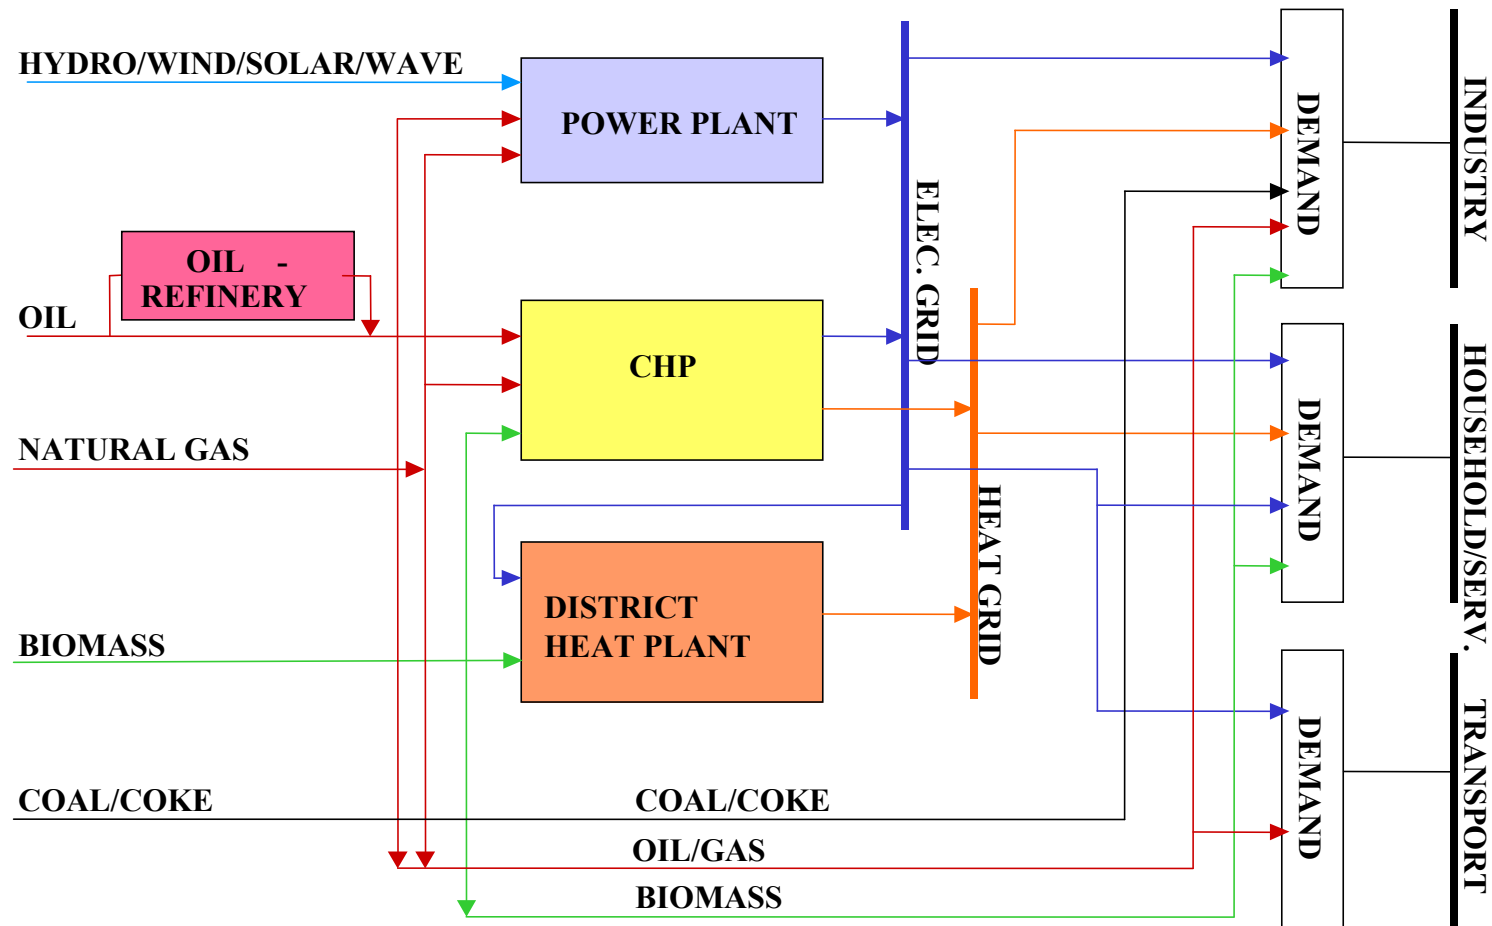 HYDRO/WIND/SOLAR/WAVE
POWER PLANT
DEMAND
INDUSTRY
ELEC. GRID
OIL -
REFINERY
OIL
CHP
DEMAND
HOUSEHOLD/SERV.
NATURAL GAS
HEAT GRID
DISTRICT
HEAT PLANT
BIOMASS
DEMAND
TRANSPORT
COAL/COKE
COAL/COKE
OIL/GAS
BIOMASS